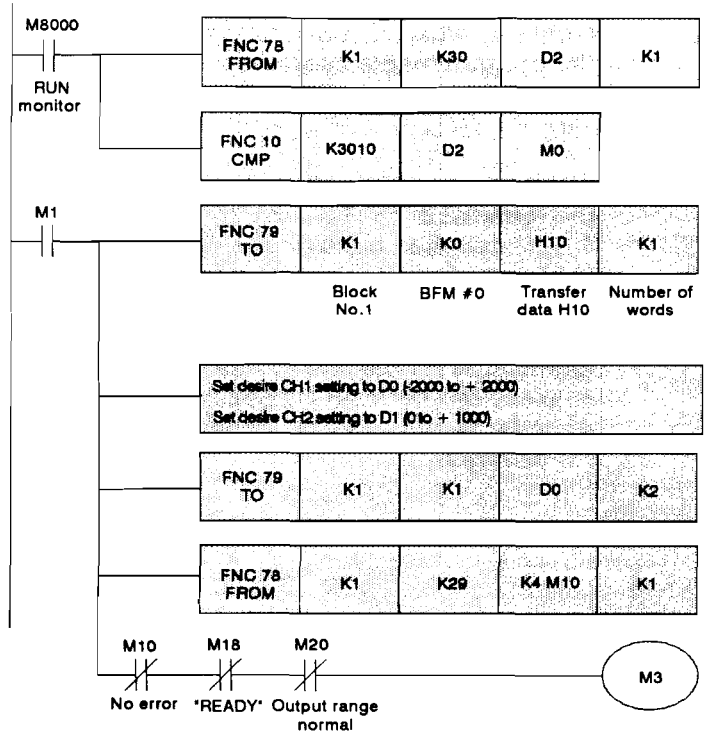 M8000
RUN
monitor
FNC 78
FROM
K1
K30
D2
K1
FNC 10
CMP
K3010
D2
M0
M1
FNC 79
TO
K1
K0
H10
K1
Block
No.1
BFM #0
Transfer
data H10
Number of
words
Set desire CH1 setting to D0 (-2000 to + 2000)
Set desire CH2 setting to D1 (0 to + 1000)
FNC 79
TO
K1
K1
D0
K2
FNC 78
FROM
K1
K29
K4 M10
K1
M10
No error
M18
"READY"
M20
Output range
normal
M3